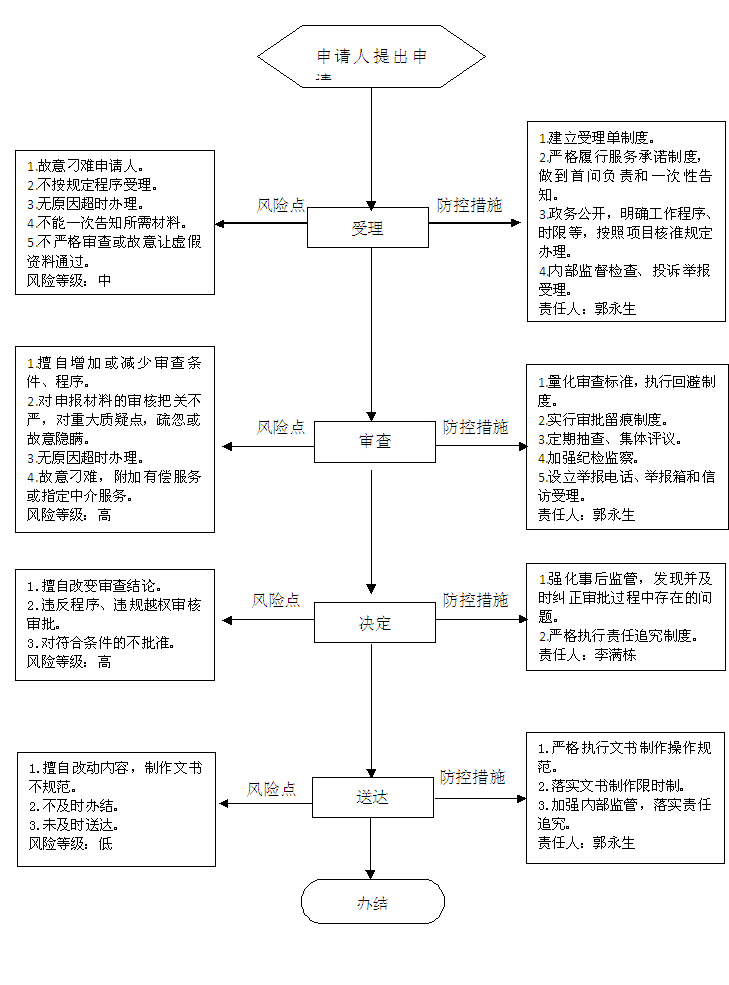 申请人提出申
请
1.故意刁难申请人。
2.不按规定程序受理。
3.无原因超时办理。
4.不能一次告知所需材料。
5.不严格审查或故意让虚假
资料通过。
风险等级：中
风险点
受理
防控措施
1.建立受理单制度。
2.严格履行服务承诺制度，
做到首问负责和一次性告
知。
3.政务公开，明确工作程序、
时限等，按照项目核准规定
办理。
4.内部监督检查、投诉举报
受理。
责任人：郭永生
1.擅自增加或减少审查条
件、程序。
2.对申报材料的审核把关不
严，对重大质疑点，疏忽或
故意隐瞒。
3.无原因超时办理。
4.故意刁难，附加有偿服务
或指定中介服务。
风险等级：高
风险点
审查
防控措施
1.量化审查标准，执行回避制
度。
2.实行审批留痕制度。
3.定期抽查、集体评议。
4.加强纪检监察。
5.设立举报电话、举报箱和信
访受理。
责任人：郭永生
1.擅自改变审查结论。
2.违反程序、违规越权审核
审批。
3.对符合条件的不批准。
风险等级：高
风险点
决定
防控措施
1.强化事后监管，发现并及
时纠正审批过程中存在的问
题。
2.严格执行责任追究制度。
责任人：李满栋
1.擅自改动内容，制作文书
不规范。
2.不及时办结。
3.未及时送达。
风险等级：低
风险点
送达
防控措施
1.严格执行文书制作操作规
范。
2.落实文书制作限时制。
3.加强内部监管，落实责任
追究。
责任人：郭永生
办结